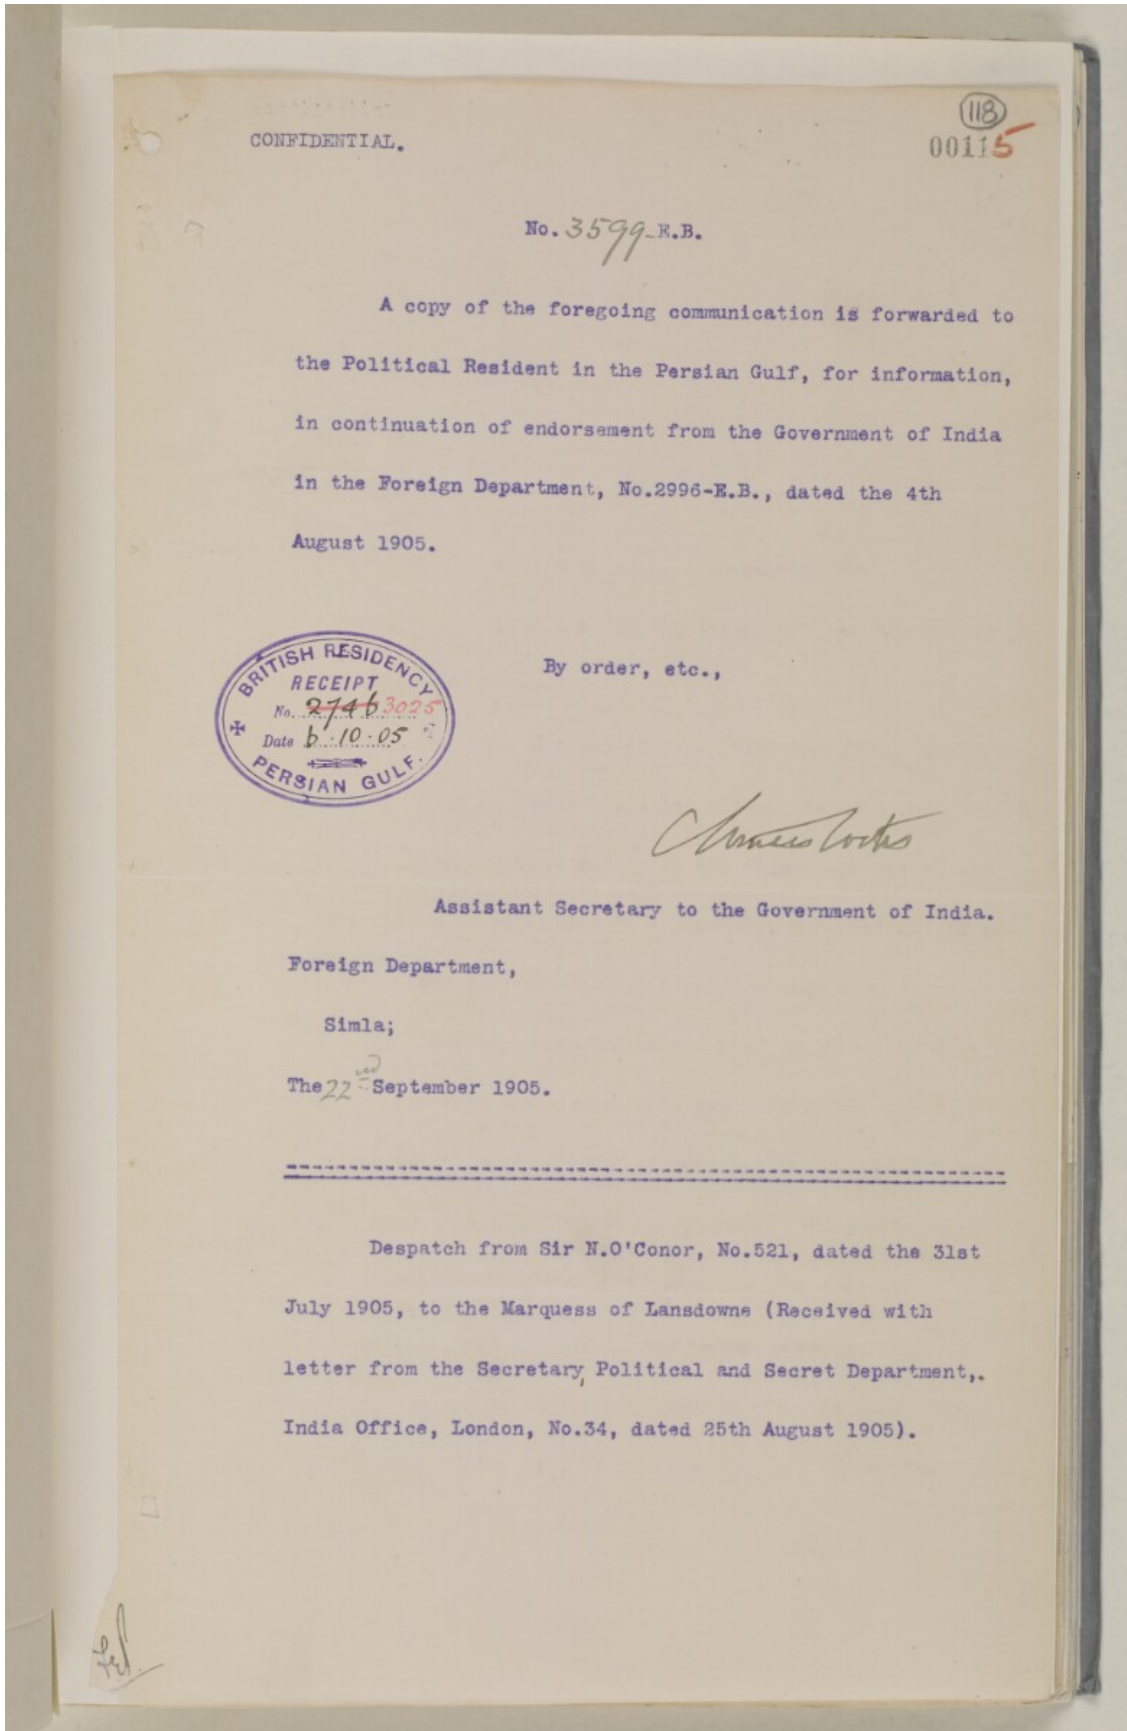 118
00115
CONFIDENTIAL.
No. 3599-E.B.
A copy of the foregoing communication is forwarded to
the Political Resident in the Persian Gulf, for information,
in continuation of endorsement from the Government of India
in the Foreign Department, No.2996-E.B., dated the 4th
August 1905.
BRITISH RESIDENCY
RECEIPT
No. 2746 3025
Date 6.10.05
PERSIAN GULF.
By order, etc.,
Assistant Secretary to the Government of India.
Foreign Department,
Simla;
The 22nd September 1905.
Despatch from Sir N.O'Conor, No.521, dated the 31st
July 1905, to the Marquess of Lansdowne (Received with
letter from the Secretary, Political and Secret Department,.
India Office, London, No.34, dated 25th August 1905).